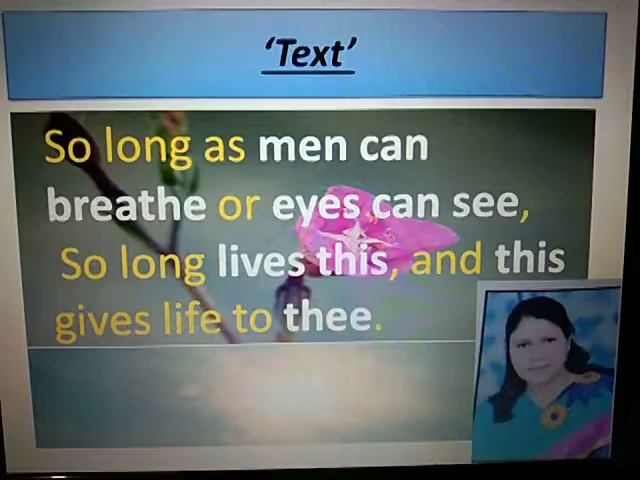 ‘Text’
So long as men can
breathe or eyes can see,
So long lives this, and this
gives life to thee.